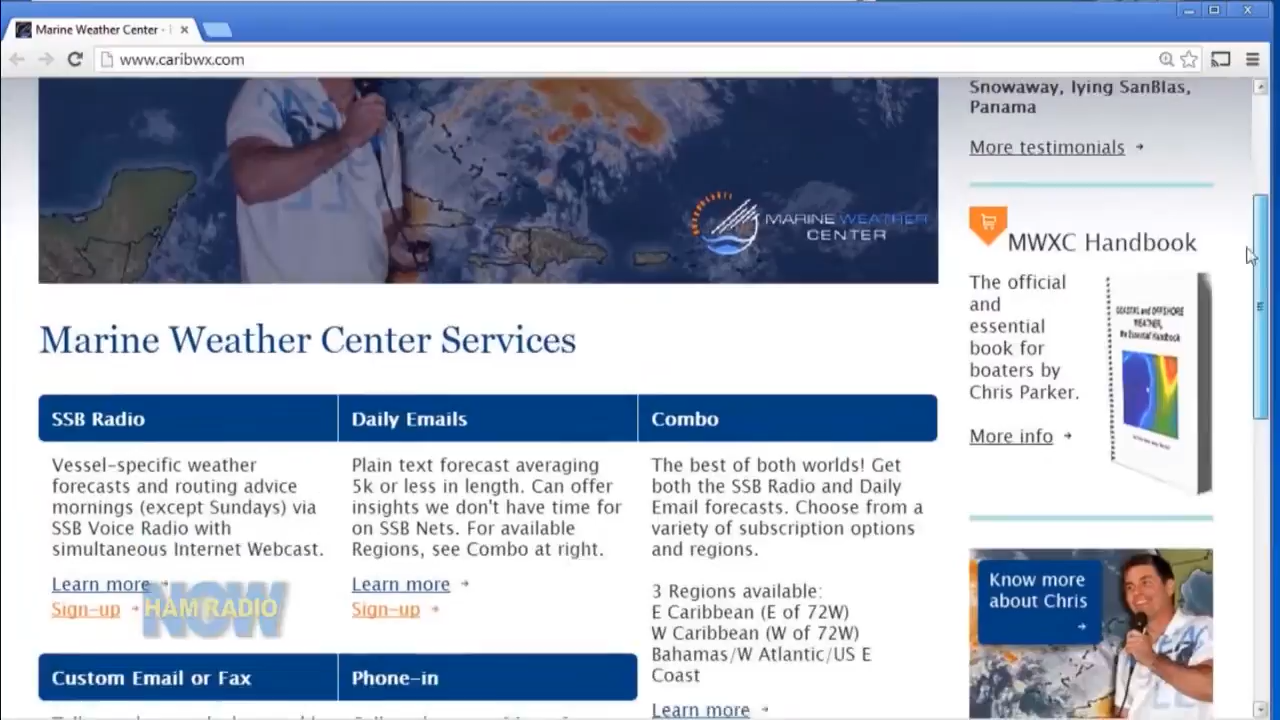 Marine Weather Center -
www.caribwx.com
MARINE WEATHER
CENTER
Snowaway, lying SanBlas,
Panama
More testimonials
MWXC Handbook
The official
and
essential
book for
boaters by
Chris Parker.
More info
COASTAL and OFFSHORE
WEATHER,
the Essential Handbook
Marine Weather Center Services
SSB Radio
Vessel-specific weather
forecasts and routing advice
mornings (except Sundays) via
SSB Voice Radio with
simultaneous Internet Webcast.
Learn more
Sign-up
Daily Emails
Plain text forecast averaging
5k or less in length. Can offer
insights we don't have time for
on SSB Nets. For available
Regions, see Combo at right.
Learn more
Sign-up
Combo
The best of both worlds! Get
both the SSB Radio and Daily
Email forecasts. Choose from a
variety of subscription options
and regions.
3 Regions available:
E Caribbean (E of 72W)
W Caribbean (W of 72W)
Bahamas/W Atlantic/US E
Coast
Learn more
Custom Email or Fax
Phone-in
Know more
about Chris
HAM RADIO
NOW